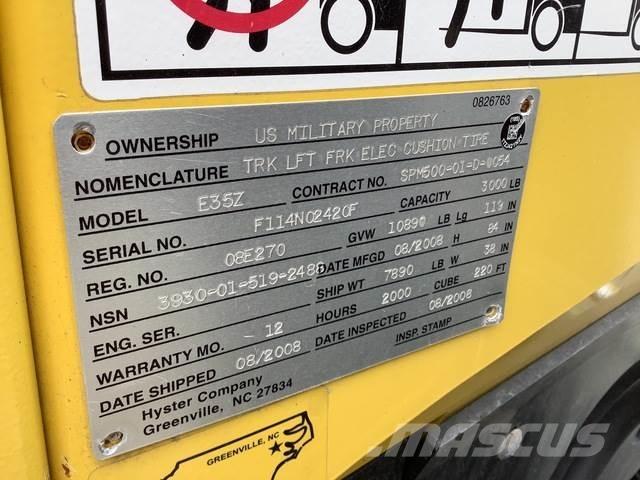 0826763
OWNERSHIP US MILITARY PROPERTY
NOMENCLATURE TRK LFT FRK ELEC CUSHION TIRE
MODEL E35Z CONTRACT NO. SPM500-01-D-0054
SERIAL NO. F114N02420F CAPACITY 3000 LB
REG. NO. 08E270 GVW 10890 LB Lg 119 IN
NSN 3930-01-519-2486 DATE MFGD 08/2008 H 84 IN
ENG. SER. SHIP WT 7890 LB W 38 IN
WARRANTY MO. 12 HOURS 2000 CUBE 220 FT
DATE SHIPPED 08/2008 DATE INSPECTED 08/2008
INSP. STAMP
Hyster Company
Greenville, NC 27834
GREENVILLE, NC
MASCUS